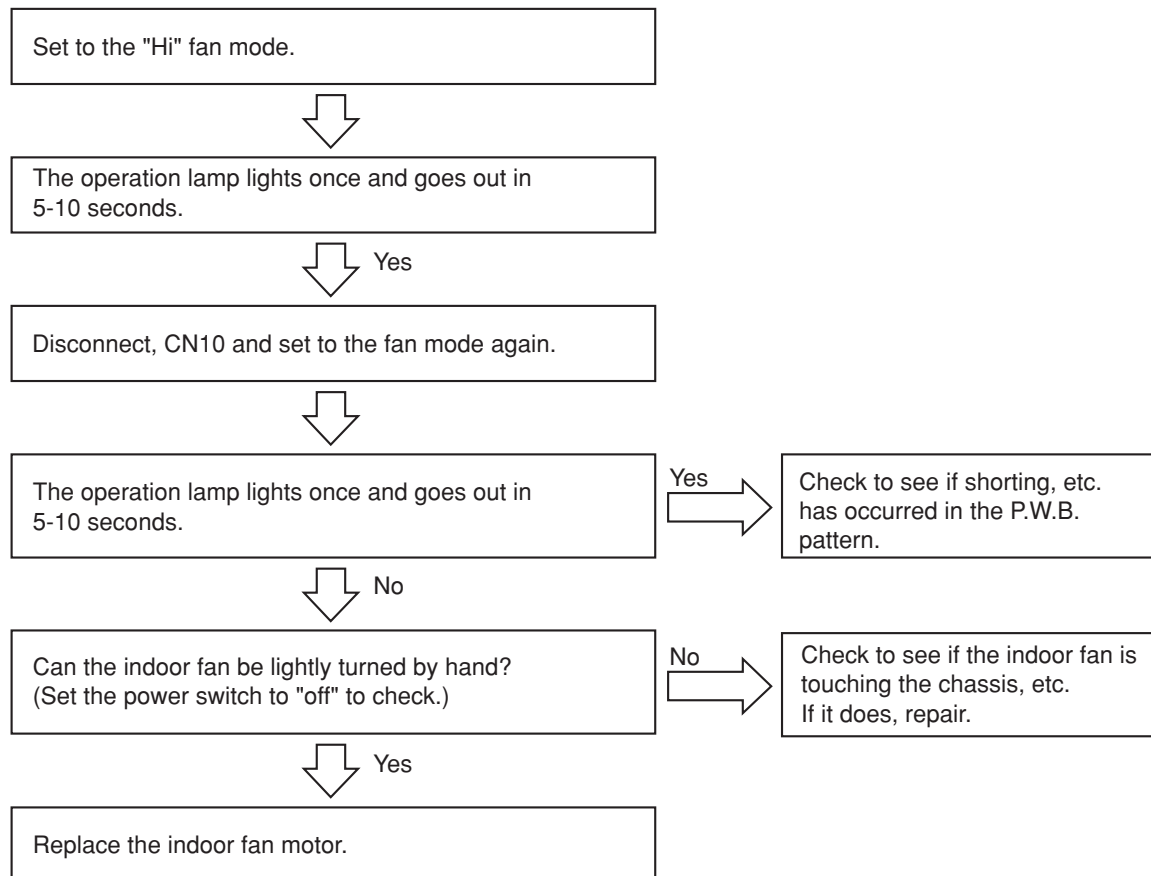 Set to the "Hi" fan mode.
The operation lamp lights once and goes out in
5-10 seconds.
Yes
Disconnect, CN10 and set to the fan mode again.
The operation lamp lights once and goes out in
5-10 seconds.
Yes
Check to see if shorting, etc.
has occurred in the P.W.B.
pattern.
No
Can the indoor fan be lightly turned by hand?
(Set the power switch to "off" to check.)
No
Check to see if the indoor fan is
touching the chassis, etc.
If it does, repair.
Yes
Replace the indoor fan motor.